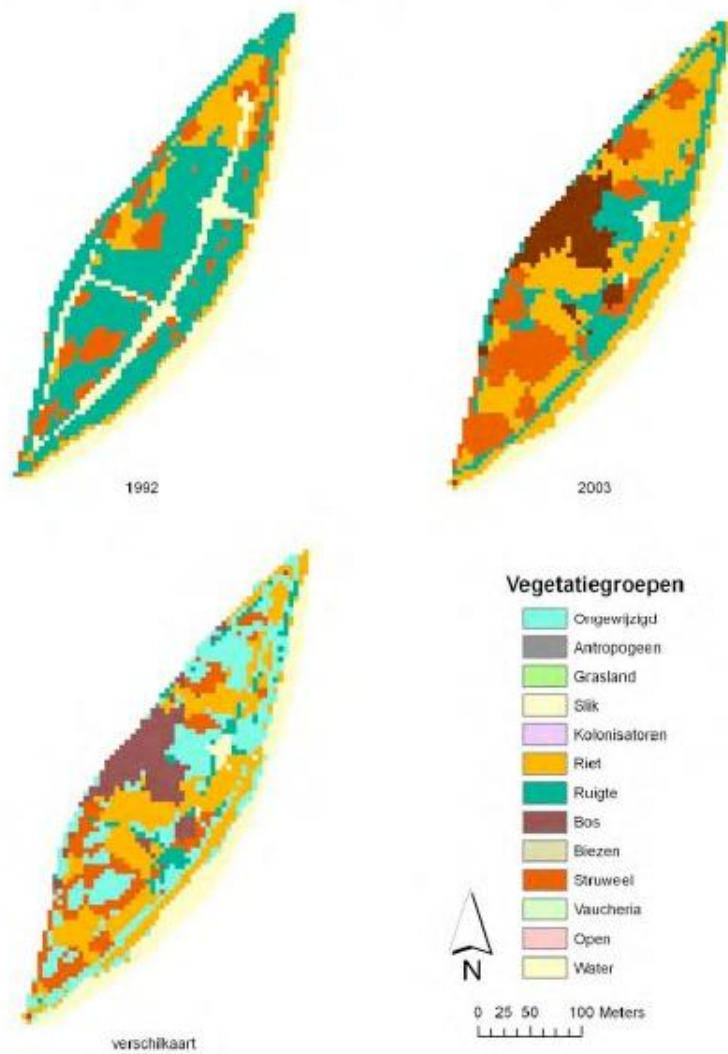 1992
2003
verschilkaart
Vegetatiegroepen
Ongewijzigd
Antropogeen
Grasland
Slik
Kolonisatoren
Riet
Ruigte
Bos
Biezen
Struweel
Vaucheria
Open
Water
N
0 25 50 100 Meters